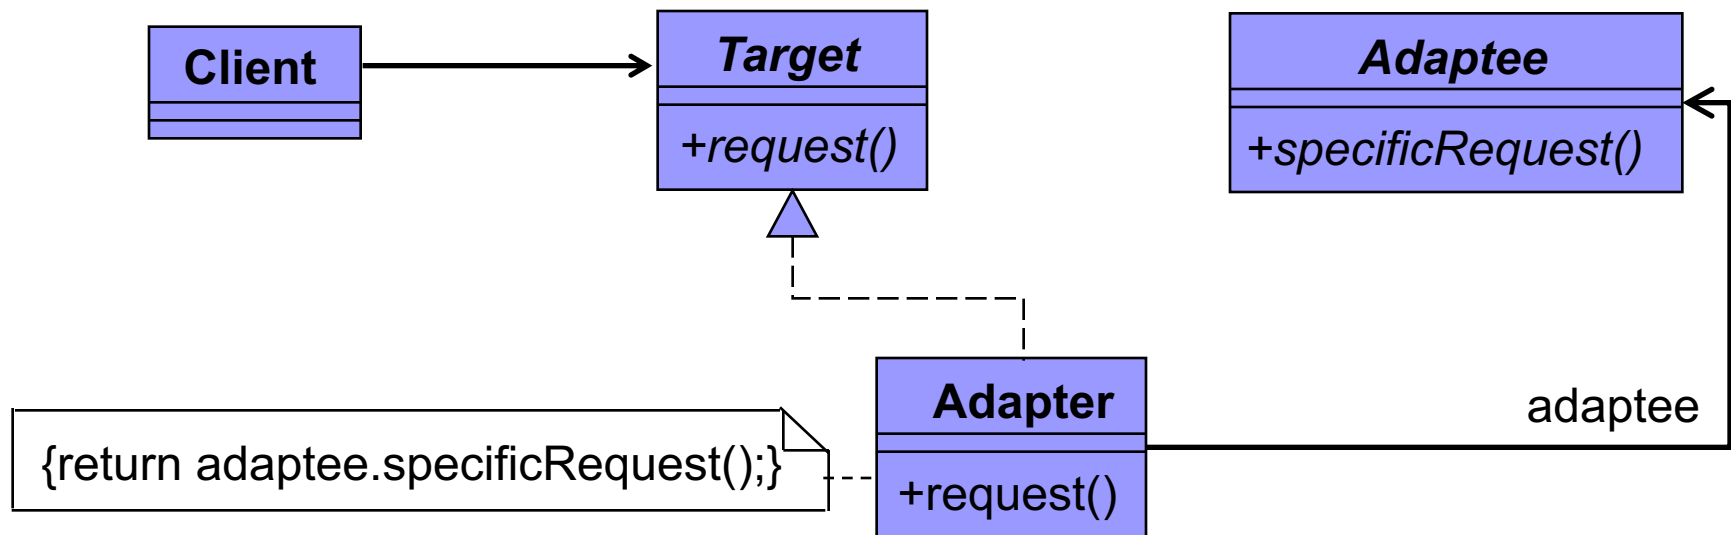 Client
Target
+request()
Adaptee
+specificRequest()
Adapter
+request()
adaptee
{return adaptee.specificRequest();}